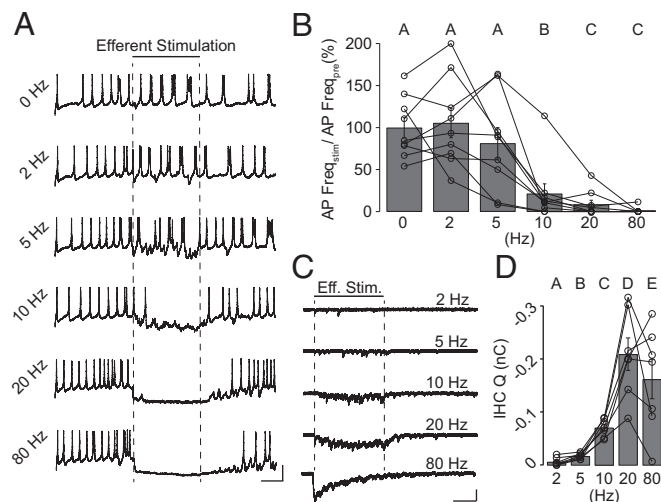 A
Efferent Stimulation
0 Hz
2 Hz
5 Hz
10 Hz
20 Hz
80 Hz
B
A A A B C C
AP Freq_stim/ AP Freq_pre(%)
200
150
100
50
0
0 2 5 10 20 80
(Hz)
C
Eff. Stim.
2 Hz
5 Hz
10 Hz
20 Hz
80 Hz
D
A B C D E
IHC Q (nC)
-0.3
-0.2
-0.1
0
2 5 10 20 80
(Hz)